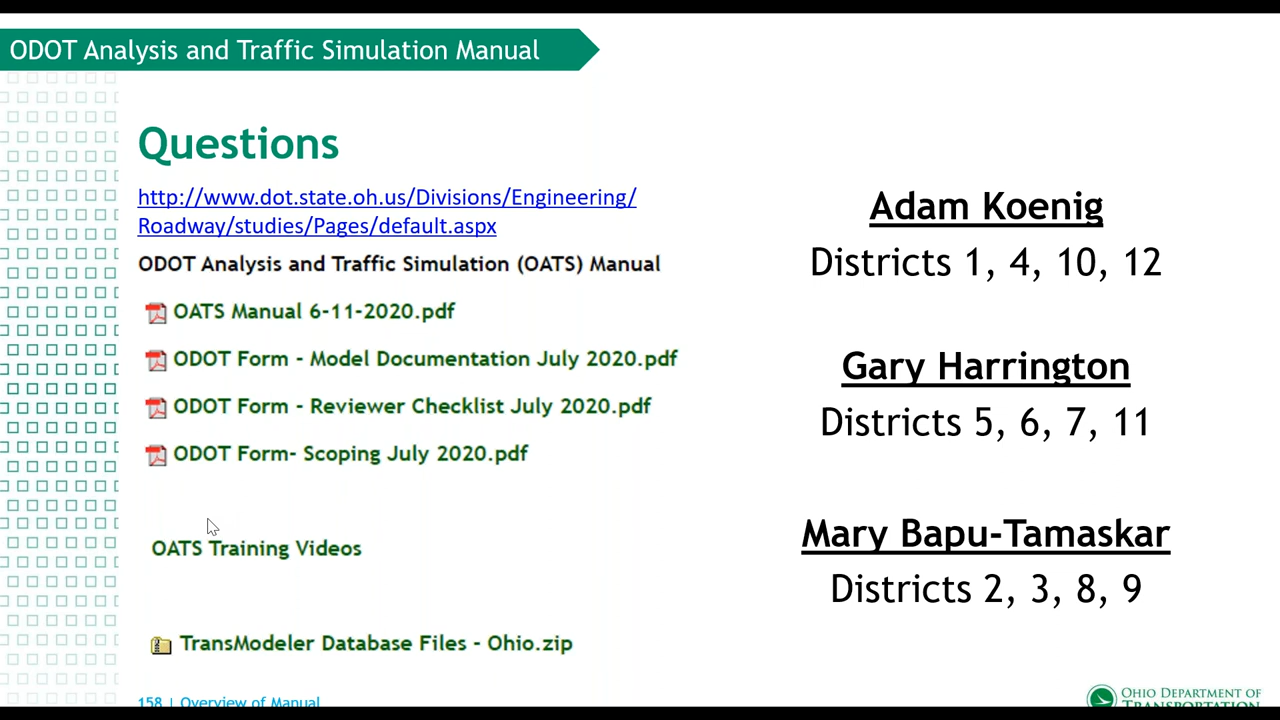 ODOT Analysis and Traffic Simulation Manual
Questions
http://www.dot.state.oh.us/Divisions/Engineering/
Roadway/studies/Pages/default.aspx
ODOT Analysis and Traffic Simulation (OATS) Manual
OATS Manual 6-11-2020.pdf
ODOT Form - Model Documentation July 2020.pdf
ODOT Form - Reviewer Checklist July 2020.pdf
ODOT Form- Scoping July 2020.pdf
OATS Training Videos
TransModeler Database Files - Ohio.zip
Adam Koenig
Districts 1, 4, 10, 12
Gary Harrington
Districts 5, 6, 7, 11
Mary Bapu-Tamaskar
Districts 2, 3, 8, 9
158 | Overview of Manual
OHIO DEPARTMENT OF
TRANSPORTATION